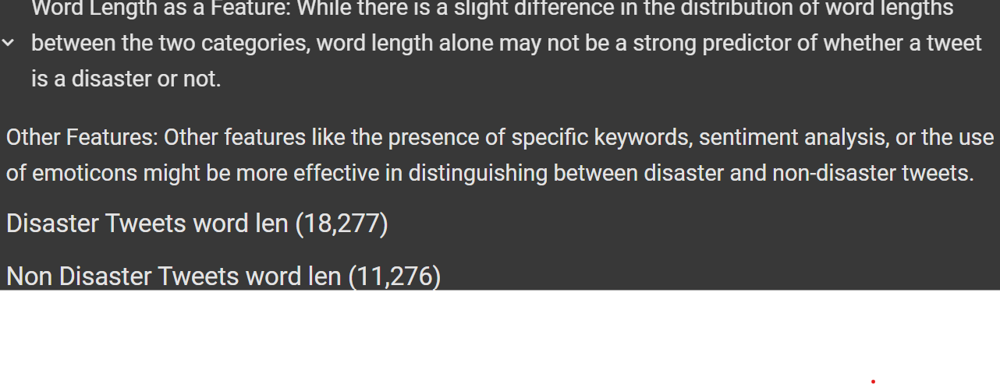 Word Length as a Feature: While there is a slight difference in the distribution of word lengths
between the two categories, word length alone may not be a strong predictor of whether a tweet
is a disaster or not.
Other Features: Other features like the presence of specific keywords, sentiment analysis, or the use
of emoticons might be more effective in distinguishing between disaster and non-disaster tweets.
Disaster Tweets word len (18,277)
Non Disaster Tweets word len (11,276)